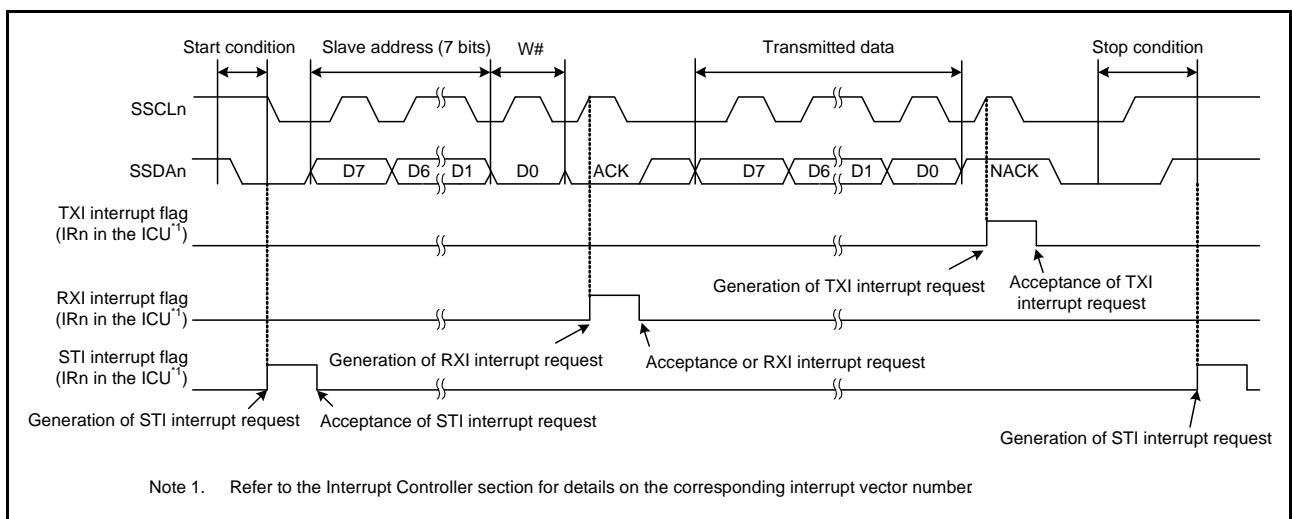 Start condition
Slave address (7 bits)
W#
Transmitted data
Stop condition
SSCLn
SSDAn
D7
D6
D1
D0
ACK
D7
D6
D1
D0
NACK
TXI interrupt flag
(IRn in the ICU*1)
Generation of TXI interrupt request
Acceptance of TXI
interrupt request
RXI interrupt flag
(IRn in the ICU*1)
Generation of RXI interrupt request
Acceptance or RXI interrupt request
STI interrupt flag
(IRn in the ICU*1)
Generation of STI interrupt request
Acceptance of STI interrupt request
Generation of STI interrupt request
Note 1. Refer to the Interrupt Controller section for details on the corresponding interrupt vector number.